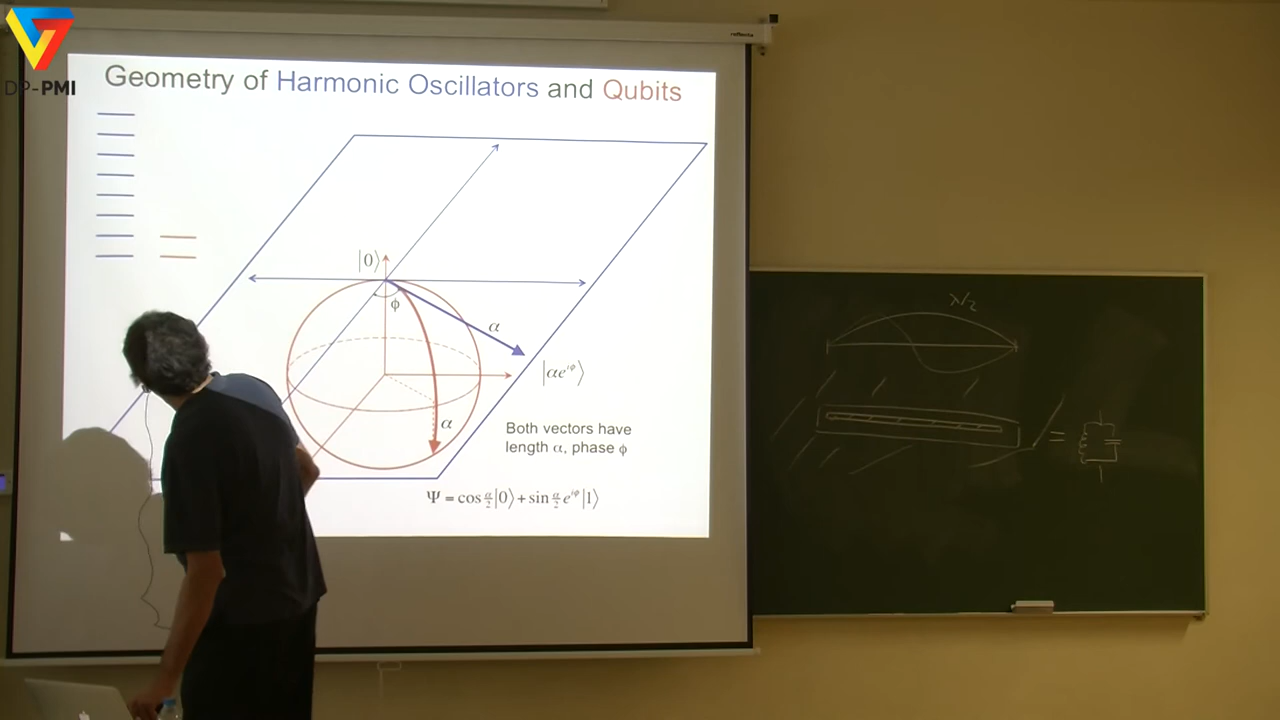 reflecta
DP-PMI
Geometry of Harmonic Oscillators and Qubits
|0⟩
ϕ
α
|αe^{iφ}⟩
α
Both vectors have
length α, phase ϕ
Ψ = cos α/2 |0⟩ + sin α/2 e^{iφ} |1⟩
λ/2
=